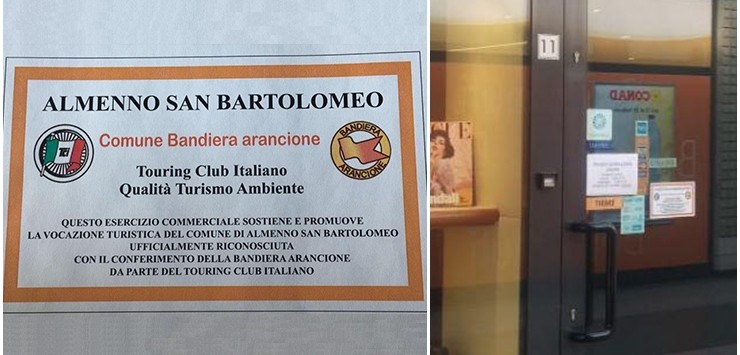 ALMENNO SAN BARTOLOMEO
Comune Bandiera arancione
TCI
BANDIERA
ARANCIONE
Touring Club Italiano
Qualità Turismo Ambiente
QUESTO ESERCIZIO COMMERCIALE SOSTIENE E PROMUOVE
LA VOCAZIONE TURISTICA DEL COMUNE DI ALMENNO SAN BARTOLOMEO
UFFICIALMENTE RICONOSCIUTA
CON IL CONFERIMENTO DELLA BANDIERA ARANCIONE
DA PARTE DEL TOURING CLUB ITALIANO
11
CONAD